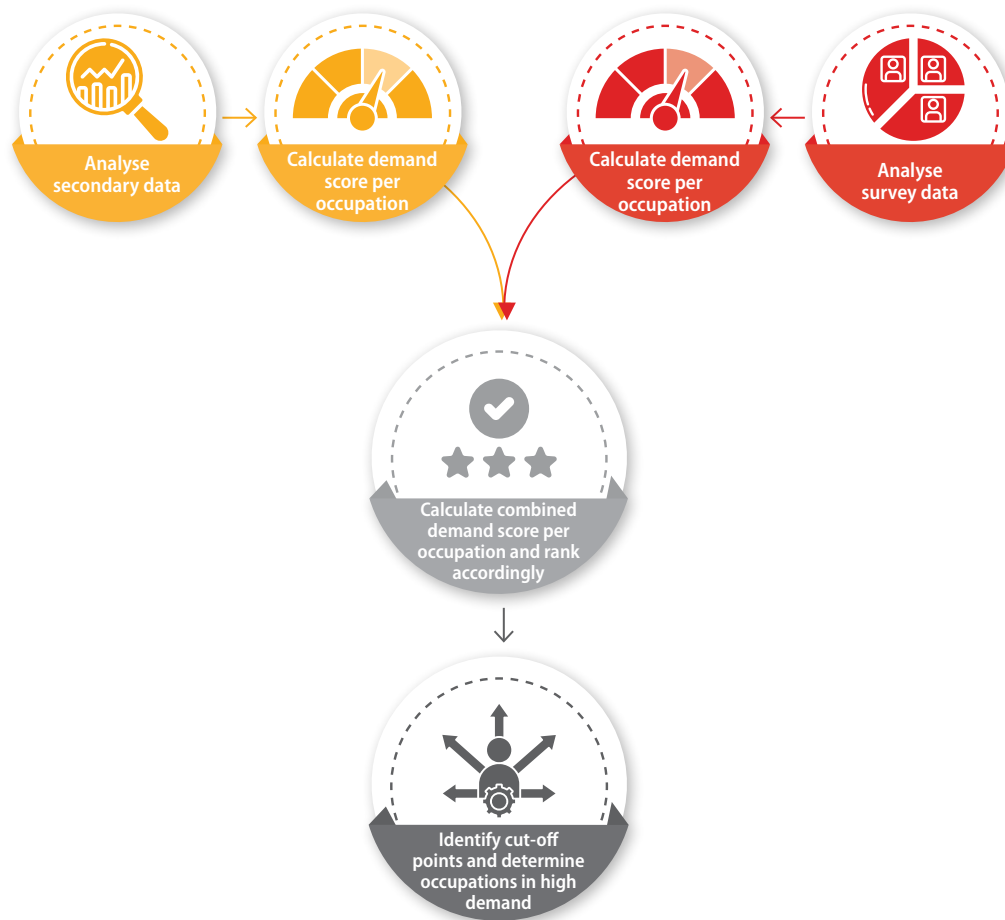 Analyse
secondary data
Calculate demand
score per
occupation
Calculate demand
score per
occupation
Analyse
survey data
Calculate combined
demand score per
occupation and rank
accordingly
Identify cut-off
points and determine
occupations in high
demand